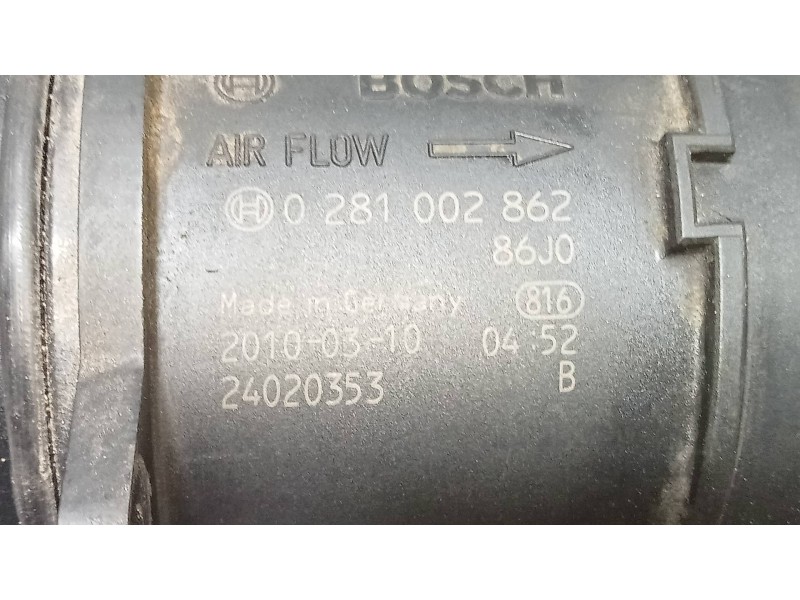 BOSCH
AIR FLOW
0 281 002 862
86J0
Made in Germany 816
2010-03-10 04:52
24020353 B